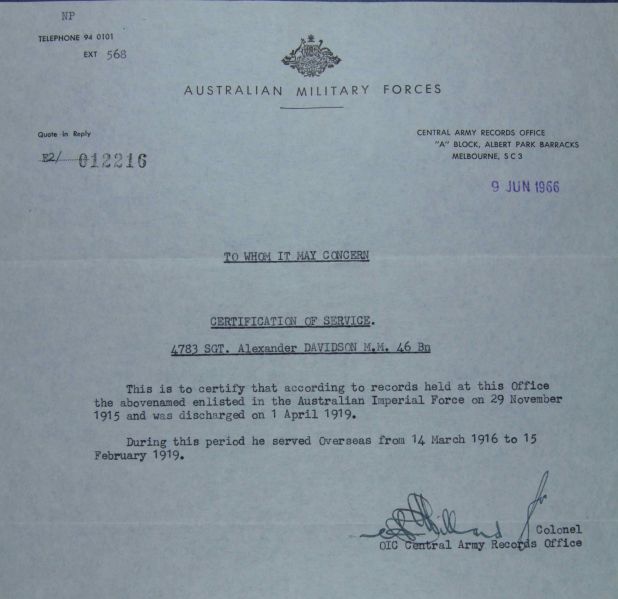 NP
TELEPHONE 94 0101
EXT 568
AUSTRALIAN MILITARY FORCES
Quote in Reply
E2/ 012216
CENTRAL ARMY RECORDS OFFICE
"A" BLOCK, ALBERT PARK BARRACKS
MELBOURNE, S C 3
9 JUN 1966
TO WHOM IT MAY CONCERN
CERTIFICATION OF SERVICE.
4783 SGT. Alexander DAVIDSON M.M. 46 Bn
This is to certify that according to records held at this Office
the abovenamed enlisted in the Australian Imperial Force on 29 November
1915 and was discharged on 1 April 1919.
During this period he served Overseas from 14 March 1916 to 15
February 1919.
Colonel
OIC Central Army Records Office